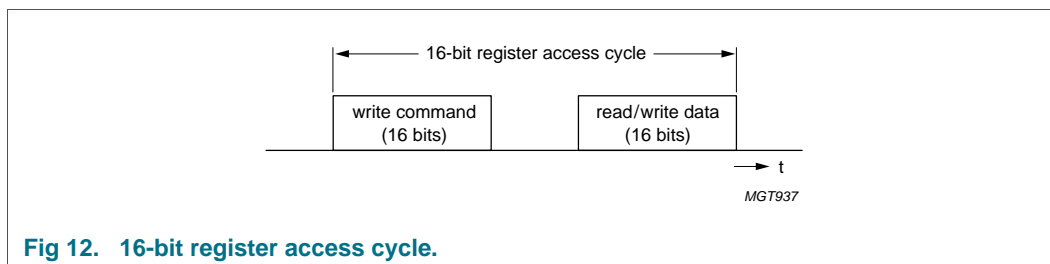 16-bit register access cycle
write command
(16 bits)
read/write data
(16 bits)
t
MGT937
Fig 12. 16-bit register access cycle.